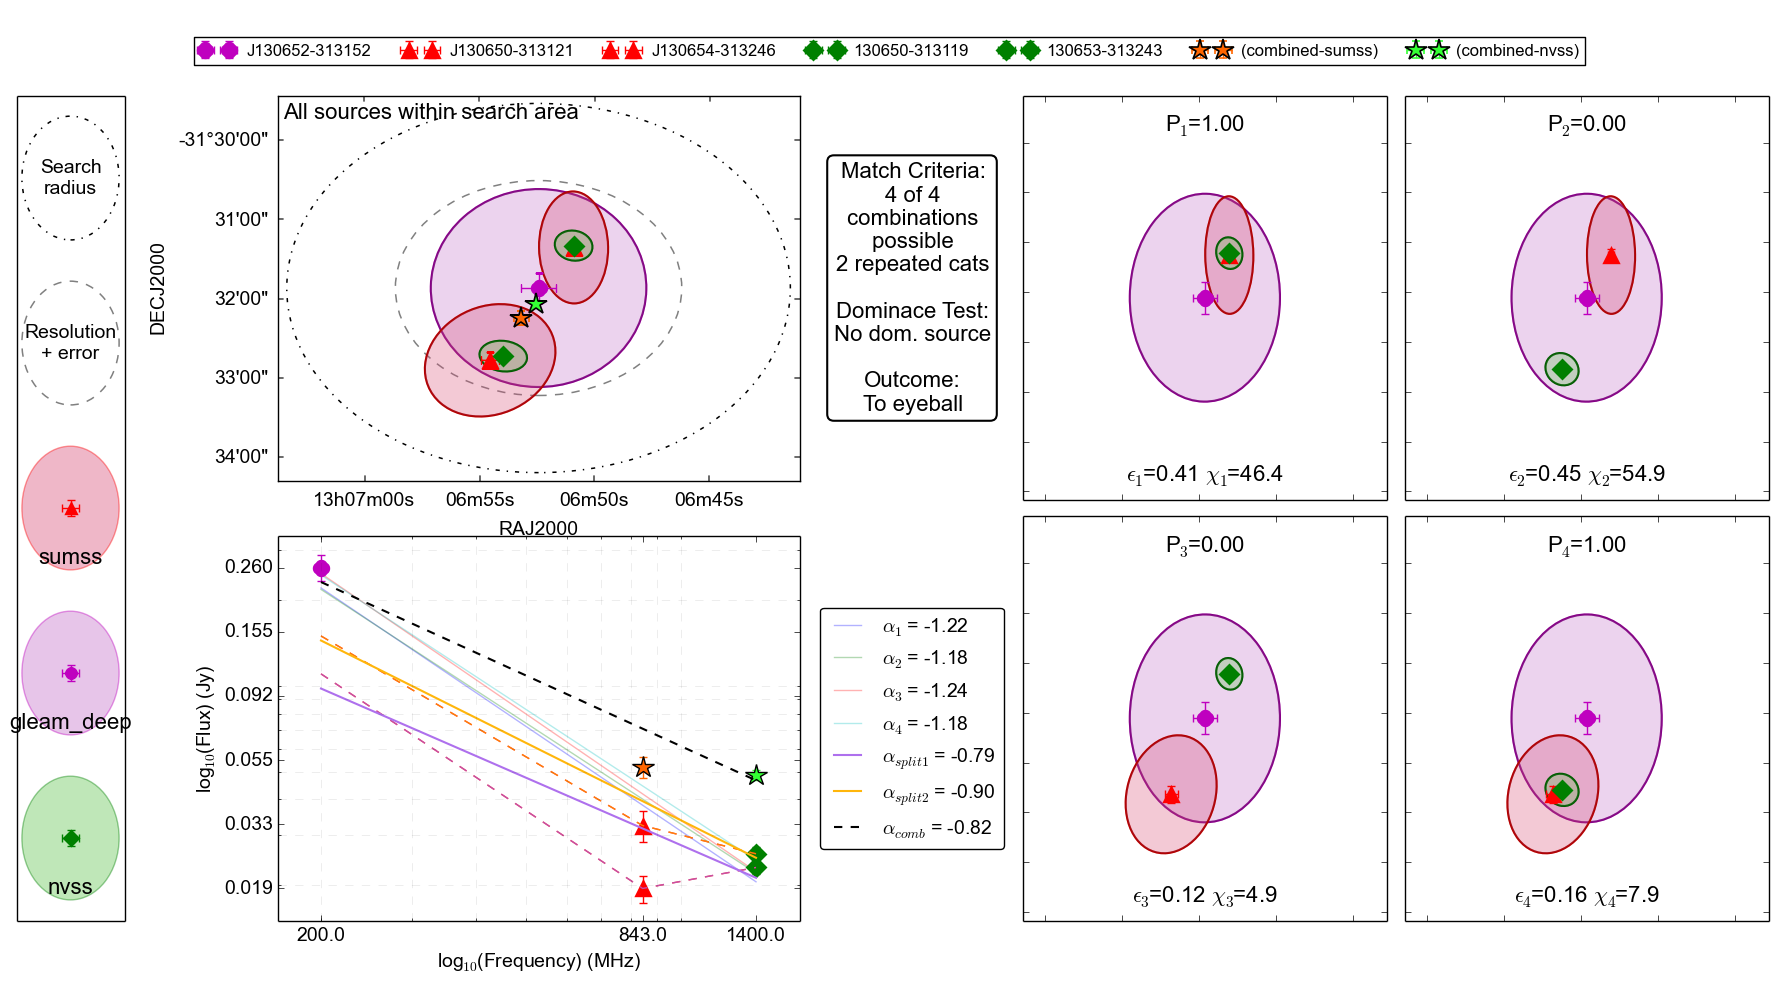 J130652-313152 J130650-313121 J130654-313246 130650-313119 130653-313243 (combined-sumss) (combined-nvss)
Search
radius
Resolution
+ error
sumss
gleam_deep
nvss
All sources within search area
DECJ2000
-31°30'00"
31'00"
32'00"
33'00"
34'00"
13h07m00s 06m55s 06m50s 06m45s
RAJ2000
Match Criteria:
4 of 4
combinations
possible
2 repeated cats
Dominace Test:
No dom. source
Outcome:
To eyeball
P1=1.00
ϵ1=0.41 χ1=46.4
P2=0.00
ϵ2=0.45 χ2=54.9
log10(Flux) (Jy)
0.260
0.155
0.092
0.055
0.033
0.019
200.0 843.0 1400.0
log10(Frequency) (MHz)
α1 = -1.22
α2 = -1.18
α3 = -1.24
α4 = -1.18
αsplit1 = -0.79
αsplit2 = -0.90
αcomb = -0.82
P3=0.00
ϵ3=0.12 χ3=4.9
P4=1.00
ϵ4=0.16 χ4=7.9